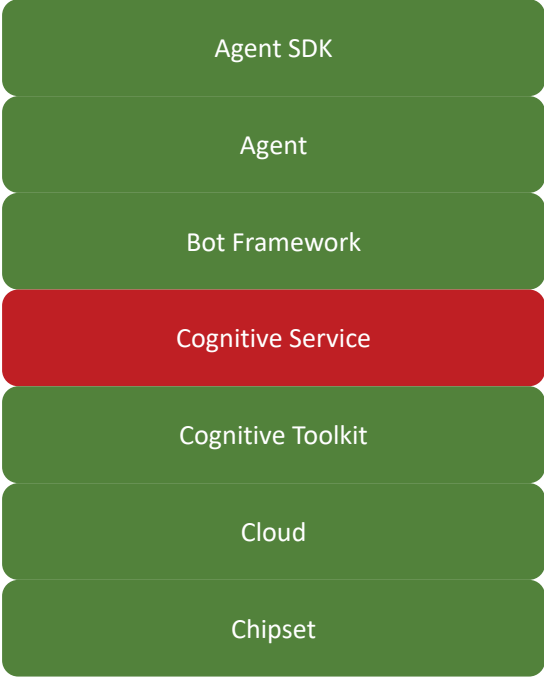 Agent SDK
Agent
Bot Framework
Cognitive Service
Cognitive Toolkit
Cloud
Chipset